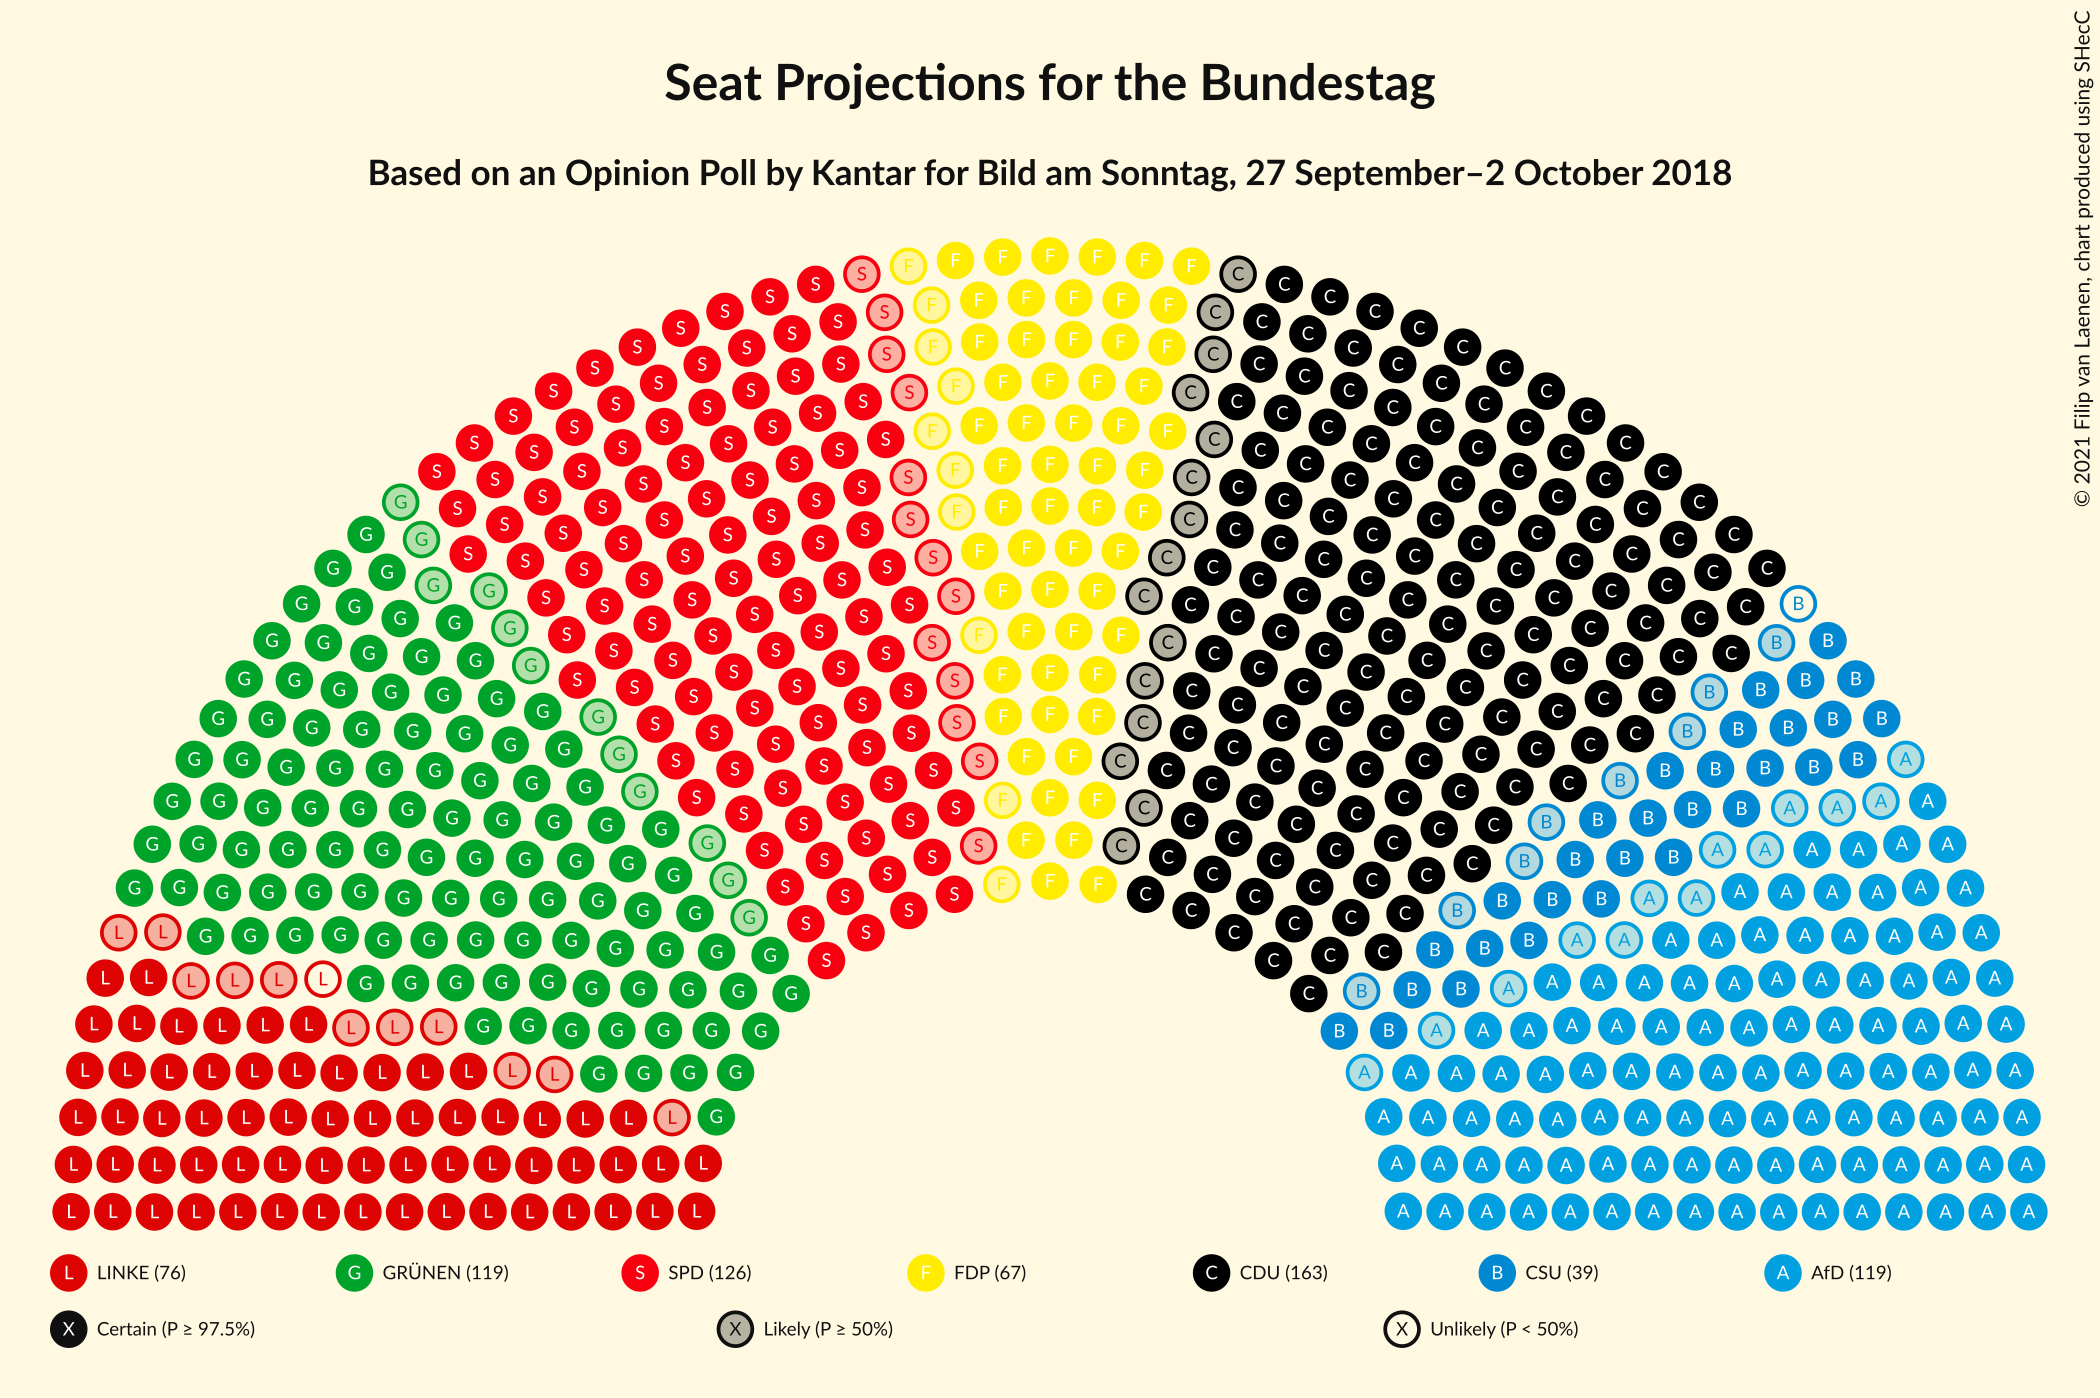 Seat Projections for the Bundestag
Based on an Opinion Poll by Kantar for Bild am Sonntag, 27 September–2 October 2018
© 2021 Filip van Laenen, chart produced using SHecC
L LINKE (76)
G GRÜNEN (119)
S SPD (126)
F FDP (67)
C CDU (163)
B CSU (39)
A AfD (119)
X Certain (P ≥ 97.5%)
X Likely (P ≥ 50%)
X Unlikely (P < 50%)